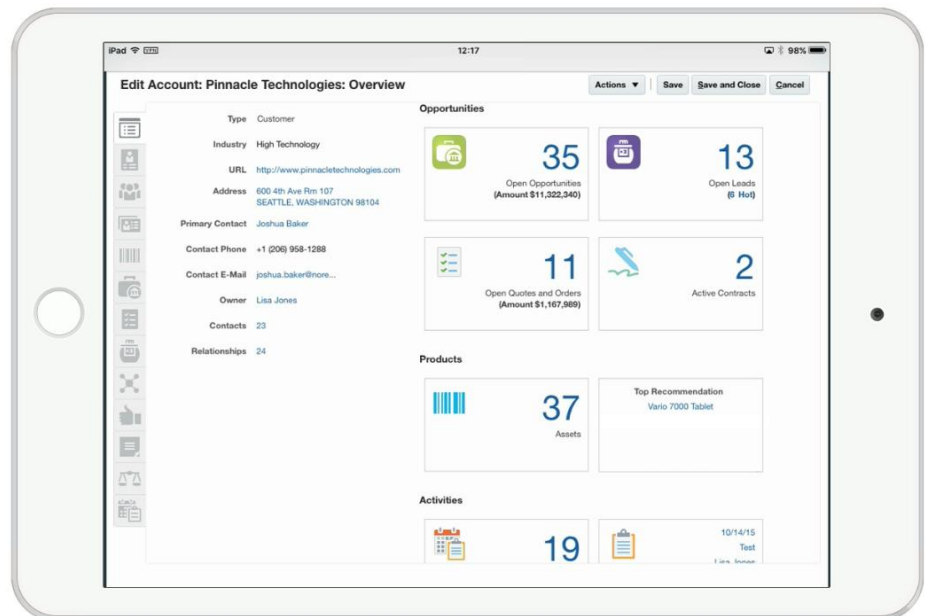 iPad VPN 12:17 98%
Edit Account: Pinnacle Technologies: Overview Actions Save Save and Close Cancel
Type Customer
Industry High Technology
URL http://www.pinnacletechnologies.com
Address 600 4th Ave Rm 107
SEATTLE, WASHINGTON 98104
Primary Contact Joshua Baker
Contact Phone +1 (206) 958-1288
Contact E-Mail joshua.baker@nore...
Owner Lisa Jones
Contacts 23
Relationships 24
Opportunities
35
Open Opportunities
(Amount $11,322,340)
13
Open Leads
(6 Hot)
11
Open Quotes and Orders
(Amount $1,167,989)
2
Active Contracts
Products
37
Assets
Top Recommendation
Vario 7000 Tablet
Activities
19
10/14/15
Test
Lisa Jones